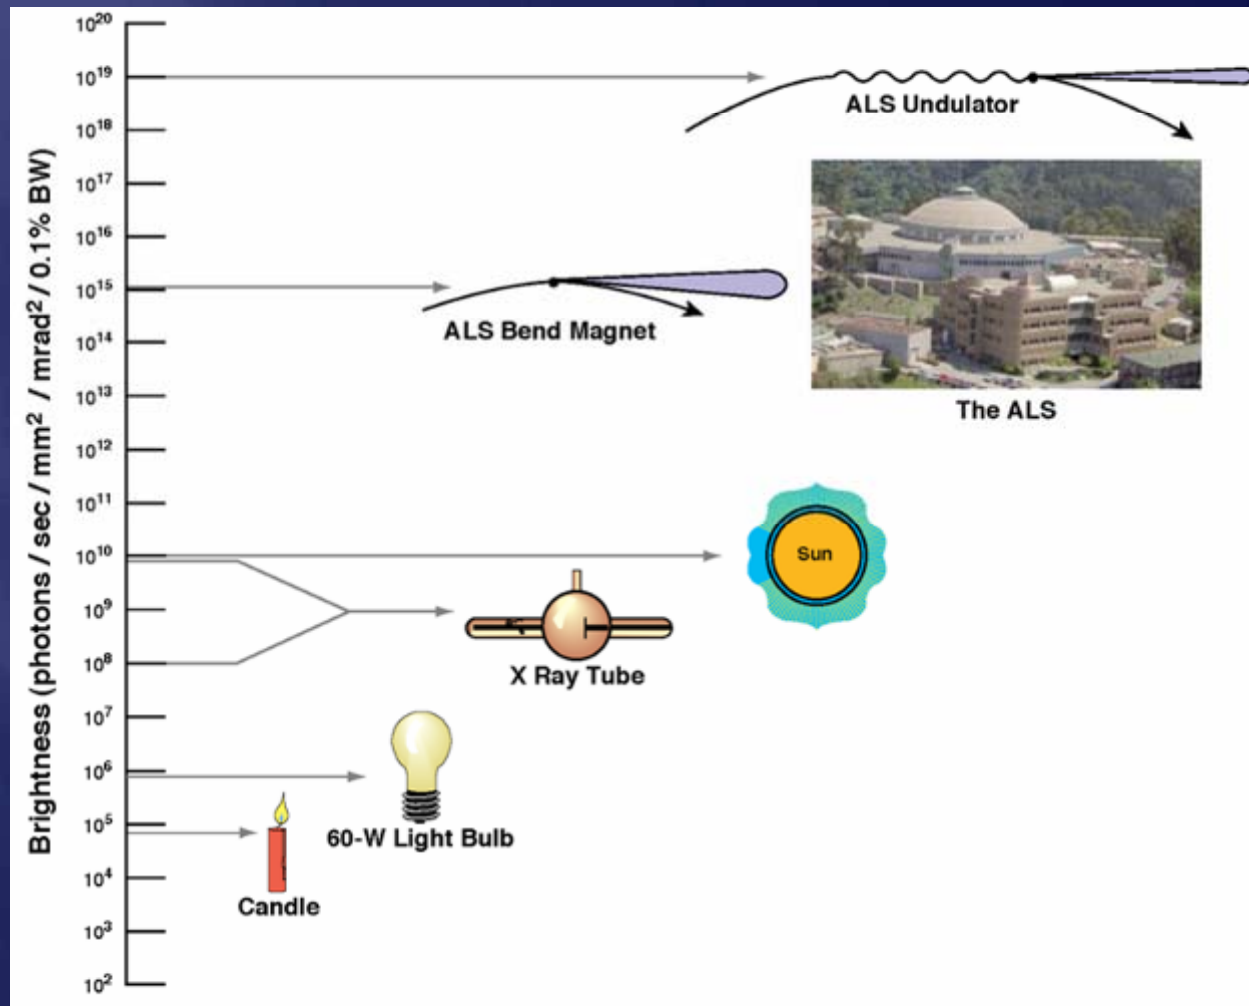 10²⁰
10¹⁹
ALS Undulator
10¹⁸
10¹⁷
10¹⁶
10¹⁵
ALS Bend Magnet
10¹⁴
10¹³
The ALS
10¹²
10¹¹
10¹⁰
Sun
10⁹
10⁸
X Ray Tube
10⁷
10⁶
10⁵
60-W Light Bulb
10⁴
Candle
10³
10²
Brightness (photons / sec / mm² / mrad² / 0.1% BW)